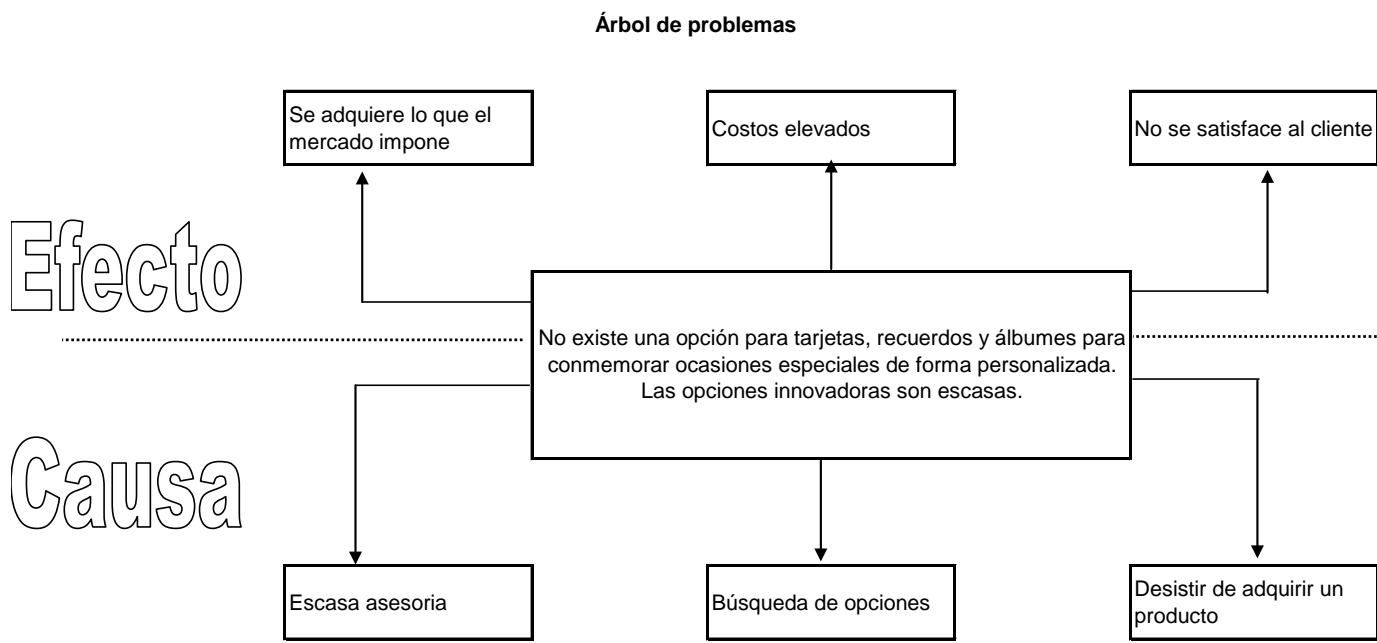 Árbol de problemas
Se adquiere lo que el
mercado impone
Costos elevados
No se satisface al cliente
Efecto
No existe una opción para tarjetas, recuerdos y álbumes para
conmemorar ocasiones especiales de forma personalizada.
Las opciones innovadoras son escasas.
Causa
Escasa asesoria
Búsqueda de opciones
Desistir de adquirir un
producto